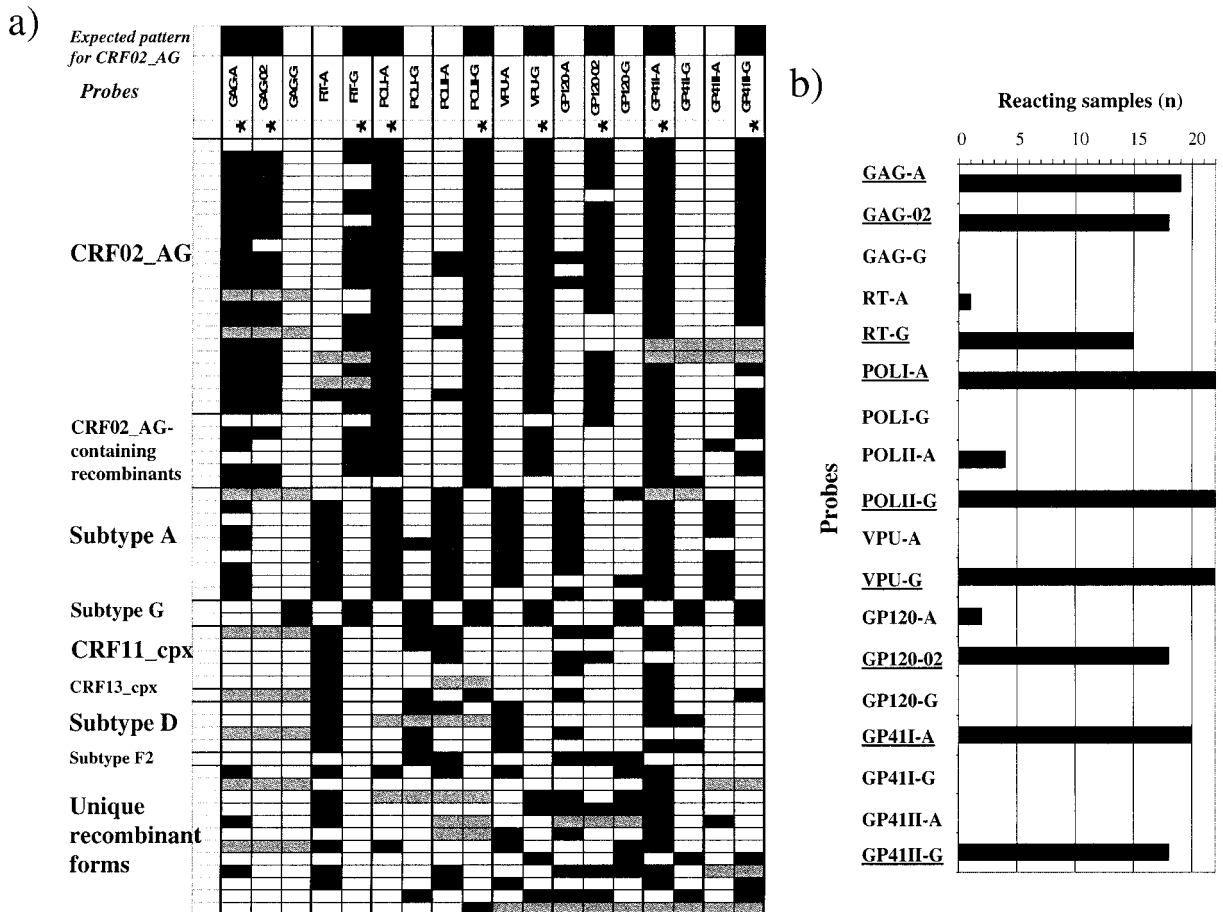 a)
Expected pattern
for CRF02_AG
Probes
GAG-A
GAG-02
GAG-G
RT-A
RT-G
POLI-A
POLI-G
POLII-A
POLII-G
VPU-A
VPU-G
GP120-A
GP120-02
GP120-G
GP41I-A
GP41I-G
GP41II-A
GP41II-G
* * * * * * * * *
CRF02_AG
CRF02_AG-
containing
recombinants
Subtype A
Subtype G
CRF11_cpx
CRF13_cpx
Subtype D
Subtype F2
Unique
recombinant
forms
b)
Reacting samples (n)
0 5 10 15 20
Probes
GAG-A
GAG-02
GAG-G
RT-A
RT-G
POLI-A
POLI-G
POLII-A
POLII-G
VPU-A
VPU-G
GP120-A
GP120-02
GP120-G
GP41I-A
GP41I-G
GP41II-A
GP41II-G